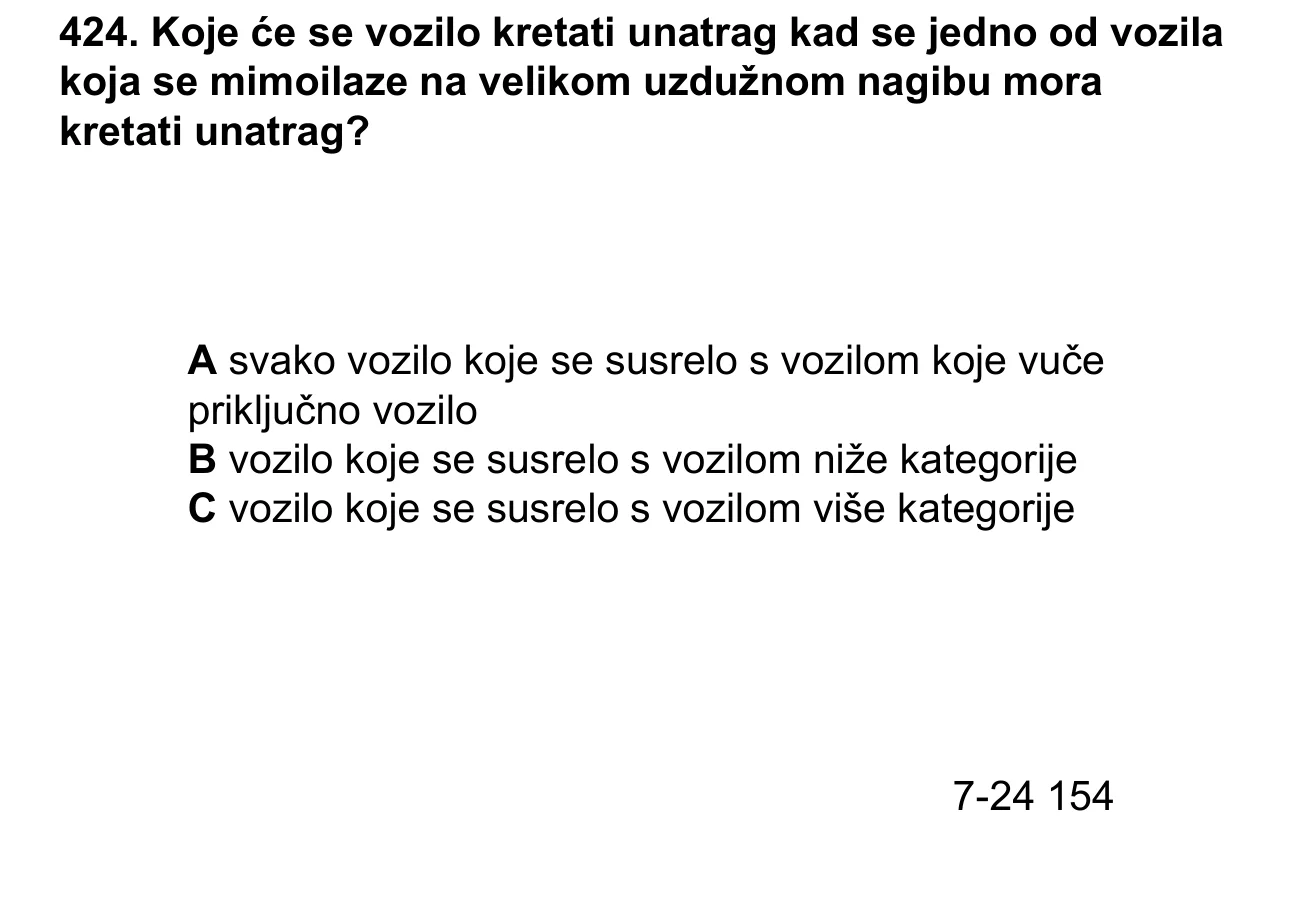 424. Koje će se vozilo kretati unatrag kad se jedno od vozila
koja se mimoilaze na velikom uzdužnom nagibu mora
kretati unatrag?
A svako vozilo koje se susrelo s vozilom koje vuče
priključno vozilo
B vozilo koje se susrelo s vozilom niže kategorije
C vozilo koje se susrelo s vozilom više kategorije
7-24 154